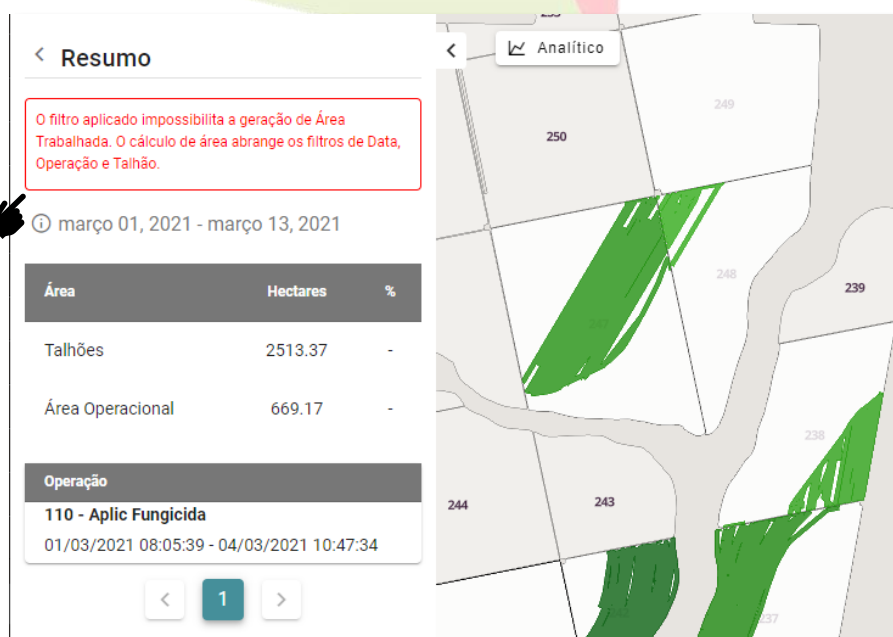 Resumo
O filtro aplicado impossibilita a geração de Área
Trabalhada. O cálculo de área abrange os filtros de Data,
Operação e Talhão.
março 01, 2021 - março 13, 2021
Área Hectares %
Talhões 2513.37 -
Área Operacional 669.17 -
Operação
110 - Aplic Fungicida
01/03/2021 08:05:39 - 04/03/2021 10:47:34
1
Analítico
249
250
248
239
238
244
243
237